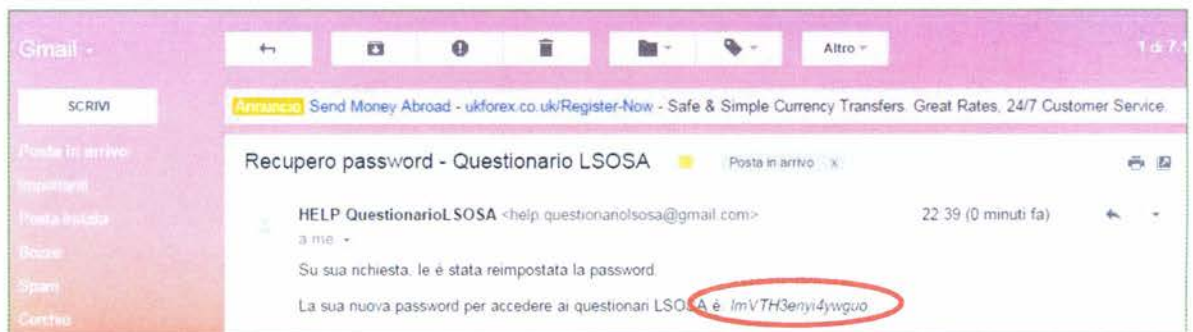 Gmail
Altro
1 di 7.1
SCRIVI
Annuncio Send Money Abroad - ukforex.co.uk/Register-Now - Safe & Simple Currency Transfers. Great Rates, 24/7 Customer Service.
Posta in arrivo
Importanti
Posta inviata
Bozze
Spam
Cerchie
Recupero password - Questionario LSOSA
Posta in arrivo x
HELP QuestionarioLSOSA <help.questionariolsosa@gmail.com>
22:39 (0 minuti fa)
a me
Su sua richiesta, le è stata reimpostata la password.
La sua nuova password per accedere ai questionari LSOSA è: lmVTH3enyi4ywguo